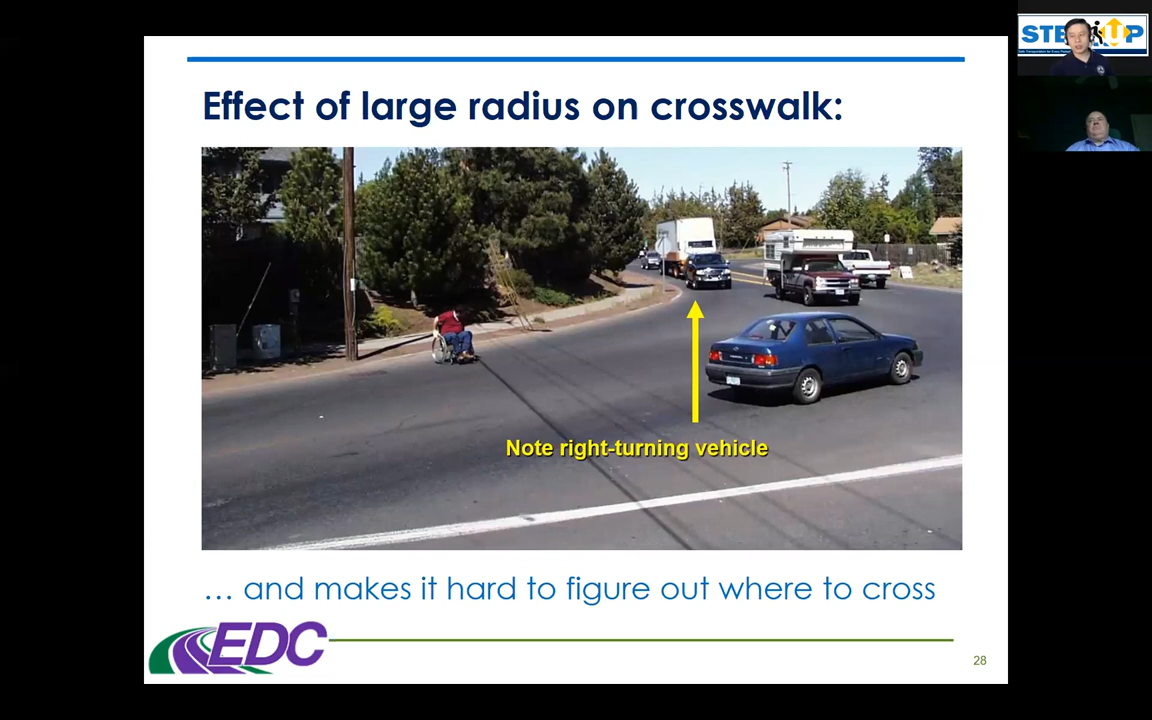 Effect of large radius on crosswalk:
Note right-turning vehicle
… and makes it hard to figure out where to cross
EDC
28